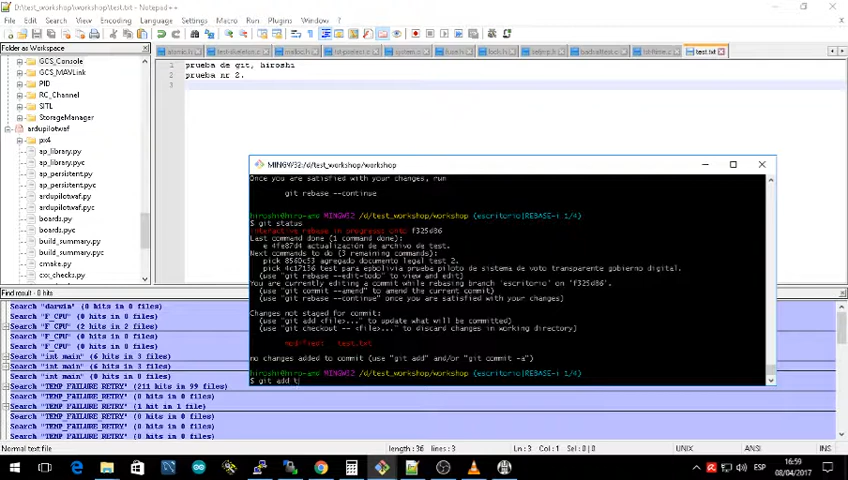 D:\test_workshop\workshop\test.txt - Notepad++
File Edit Search View Encoding Language Settings Macro Run Plugins Window ?
Folder as Workspace
test.txt
GCS_Console
GCS_MAVLink
PID
RC_Channel
SITL
StorageManager
ardupilotwaf
px4
ap_library.py
ap_library.pyc
ap_persistent.py
ap_persistent.pyc
ardupilotwaf.py
ardupilotwaf.pyc
boards.py
boards.pyc
build_summary.py
build_summary.pyc
cmake.py
cxx_checks.py
1 prueba de git, hiroshi
2 prueba nr 2.
3
MINGW32:/d/test_workshop/workshop
Once you are satisfied with your changes, run
git rebase --continue
hiroshi@hiro-amd MINGW32 /d/test_workshop/workshop (escritorio|REBASE-i 1/4)
$ git status
interactive rebase in progress; onto f325d86
Last command done (1 command done):
e 4fe87d4 actualización de archivo de test.
Next commands to do (3 remaining commands):
pick 8560c53 agregado documento legal test 2.
pick 4c17156 test para ebolivia prueba piloto de sistema de voto transparente gobierno digital.
(use "git rebase --edit-todo" to view and edit)
You are currently editing a commit while rebasing branch 'escritorio' on 'f325d86'.
(use "git commit --amend" to amend the current commit)
(use "git rebase --continue" once you are satisfied with your changes)
Changes not staged for commit:
(use "git add <file>..." to update what will be committed)
(use "git checkout -- <file>..." to discard changes in working directory)
modified: test.txt
no changes added to commit (use "git add" and/or "git commit -a")
hiroshi@hiro-amd MINGW32 /d/test_workshop/workshop (escritorio|REBASE-i 1/4)
$ git add t
Find result - 0 hits
Search "darwin" (0 hits in 0 files)
Search "F_CPU" (2 hits in 2 files)
Search "F_CPU" (0 hits in 0 files)
Search "F_CPU" (0 hits in 0 files)
Search "int main" (6 hits in 3 files)
Search "int main" (6 hits in 3 files)
Search "TEMP_FAILURE_RETRY" (0 hits in 0 files)
Search "TEMP_FAILURE_RETRY" (0 hits in 0 files)
Search "TEMP_FAILURE_RETRY" (211 hits in 99 files)
Search "TEMP_FAILURE_RETRY" (0 hits in 0 files)
Search "TEMP_FAILURE_RETRY" (1 hit in 1 file)
Search "TEMP_FAILURE_RETRY" (0 hits in 0 files)
Search "TEMP_FAILURE_RETRY" (0 hits in 0 files)
Normal text file length : 36 lines : 3 Ln : 3 Col : 1 Sel : 0 | 0 UNIX ANSI INS
ESP 16:59
08/04/2017